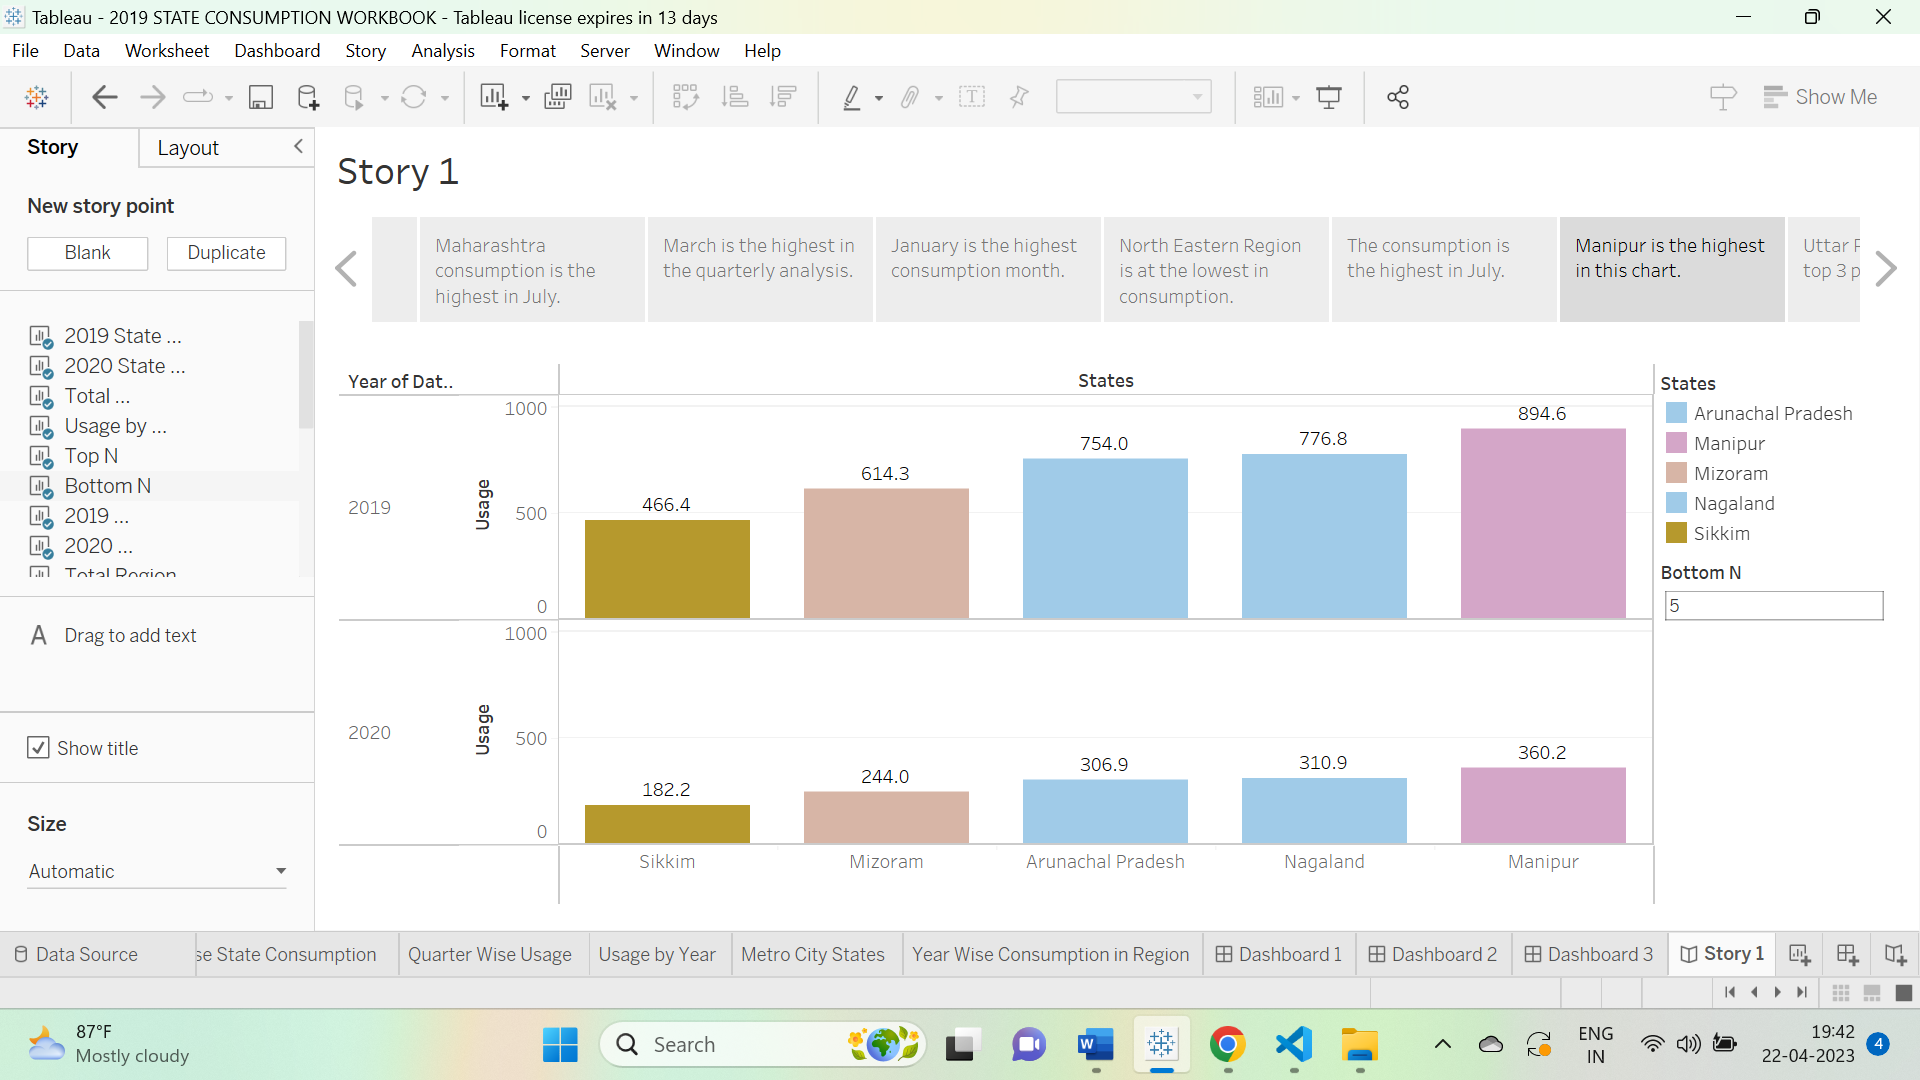 Tableau - 2019 STATE CONSUMPTION WORKBOOK - Tableau license expires in 13 days
File Data Worksheet Dashboard Story Analysis Format Server Window Help
Show Me
Story Layout
New story point
Blank Duplicate
2019 State ...
2020 State ...
Total ...
Usage by ...
Top N
Bottom N
2019 ...
2020 ...
Total Region
A Drag to add text
Show title
Size
Automatic
Story 1
Maharashtra
consumption is the
highest in July.
March is the highest in
the quarterly analysis.
January is the highest
consumption month.
North Eastern Region
is at the lowest in
consumption.
The consumption is
the highest in July.
Manipur is the highest
in this chart.
Uttar P
top 3 p
Year of Dat.. States
2019
Usage
1000
500
0
466.4
614.3
754.0
776.8
894.6
2020
Usage
1000
500
0
182.2
244.0
306.9
310.9
360.2
Sikkim Mizoram Arunachal Pradesh Nagaland Manipur
States
Arunachal Pradesh
Manipur
Mizoram
Nagaland
Sikkim
Bottom N
5
Data Source se State Consumption Quarter Wise Usage Usage by Year Metro City States Year Wise Consumption in Region Dashboard 1 Dashboard 2 Dashboard 3 Story 1
87°F
Mostly cloudy
Search
ENG
IN
19:42
22-04-2023
4